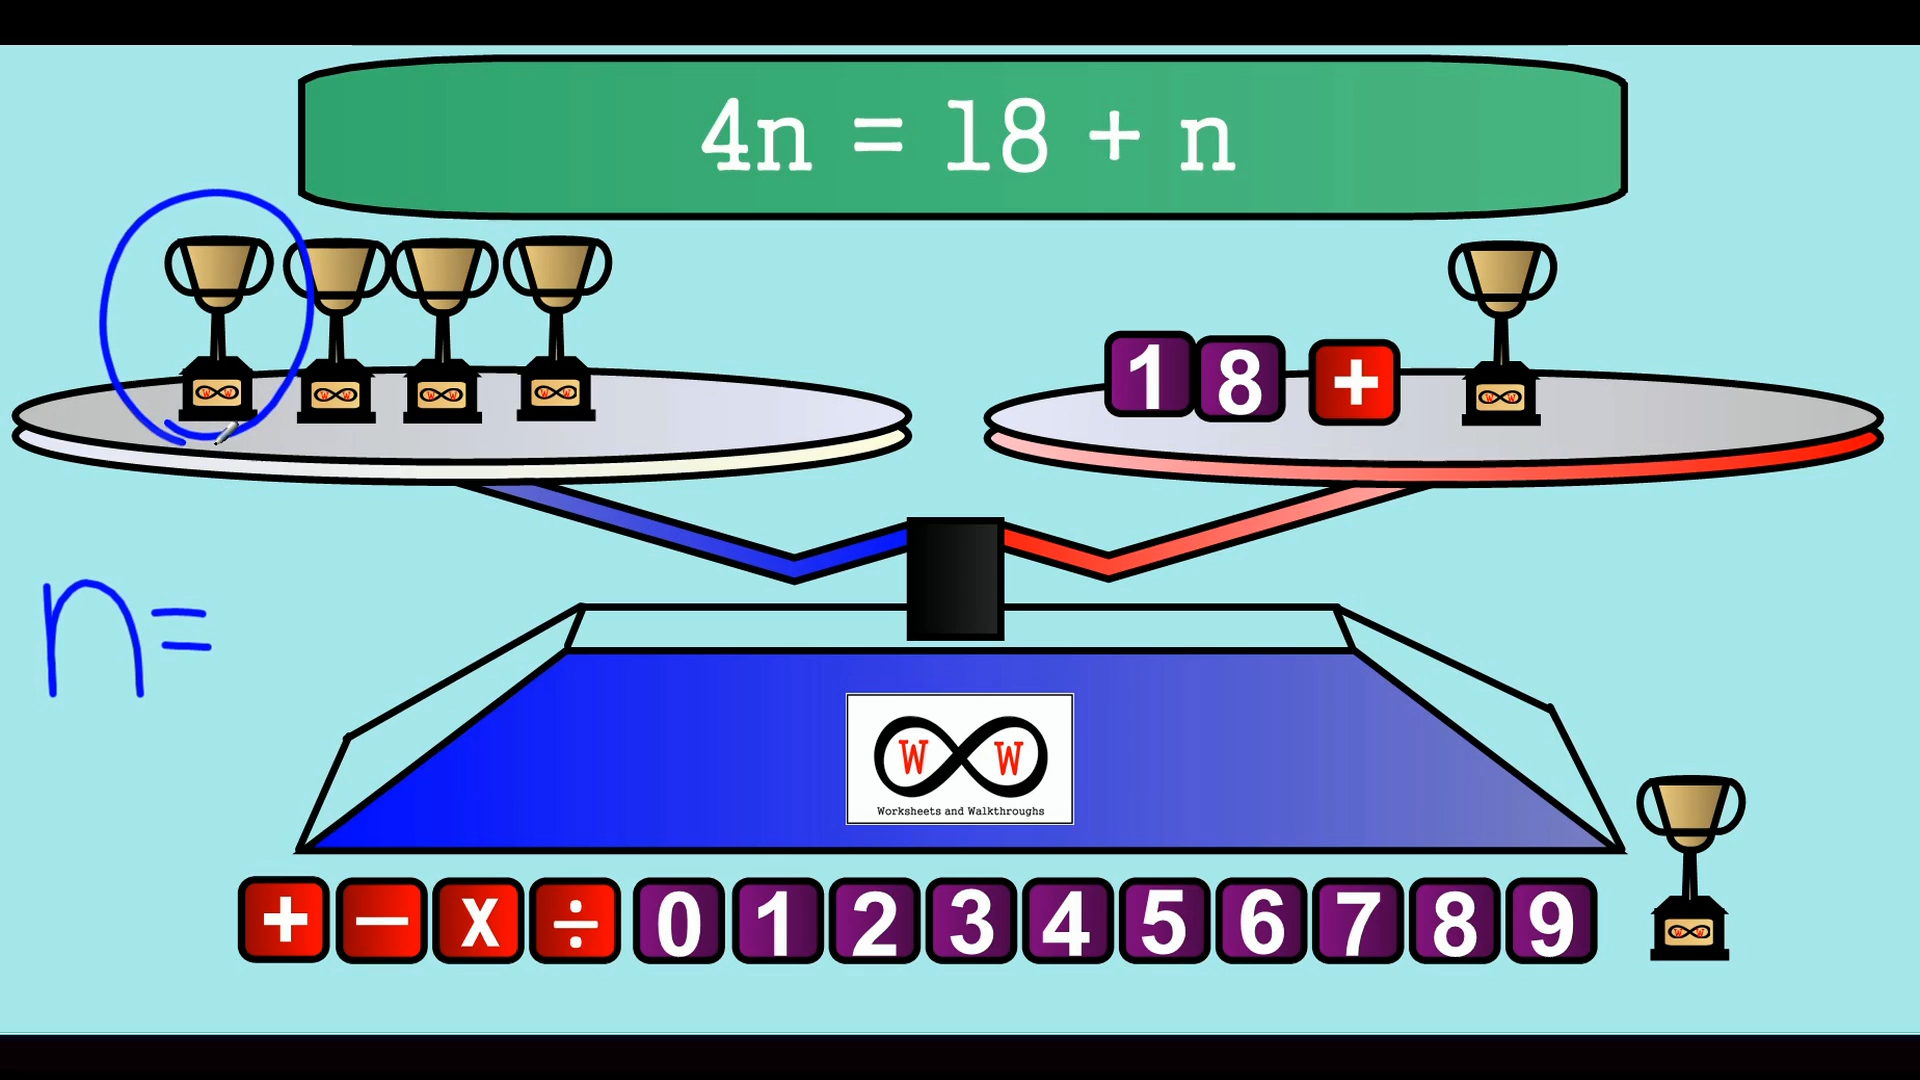 4n = 18 + n
18 +
n=
W W
Worksheets and Walkthroughs
+ − x ÷ 0 1 2 3 4 5 6 7 8 9